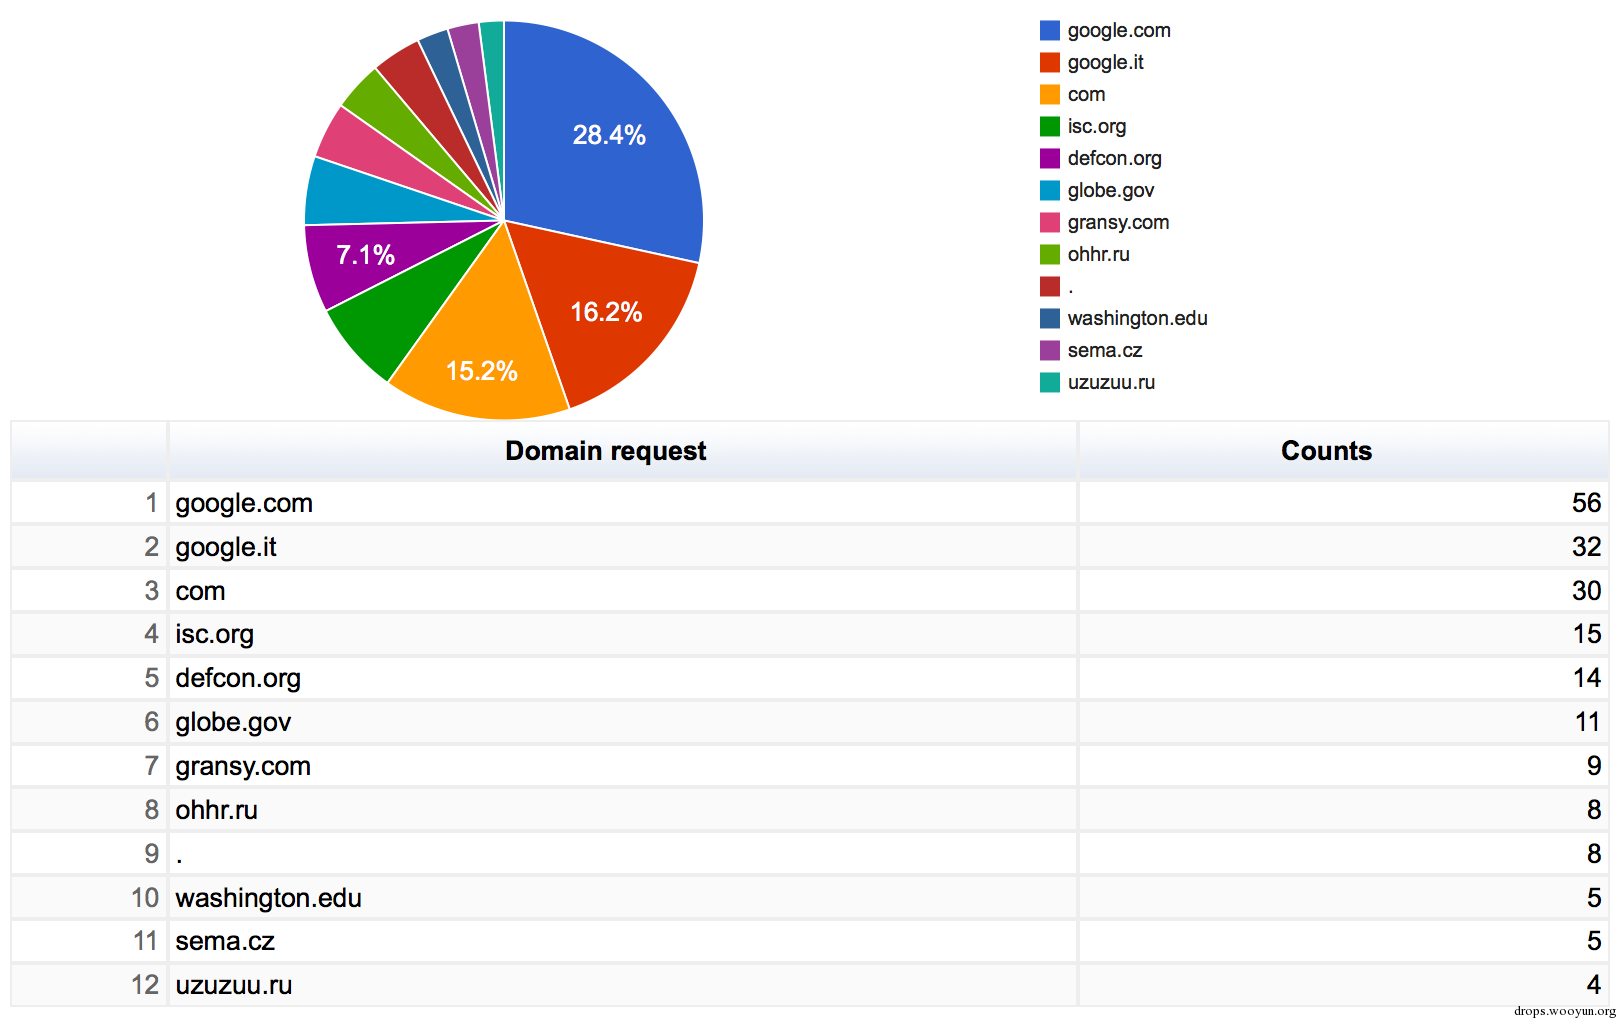 28.4%
16.2%
15.2%
7.1%
google.com
google.it
com
isc.org
defcon.org
globe.gov
gransy.com
ohhr.ru
.
washington.edu
sema.cz
uzuzuu.ru
Domain request Counts
1 google.com 56
2 google.it 32
3 com 30
4 isc.org 15
5 defcon.org 14
6 globe.gov 11
7 gransy.com 9
8 ohhr.ru 8
9 . 8
10 washington.edu 5
11 sema.cz 5
12 uzuzuu.ru 4
drops.wooyun.org